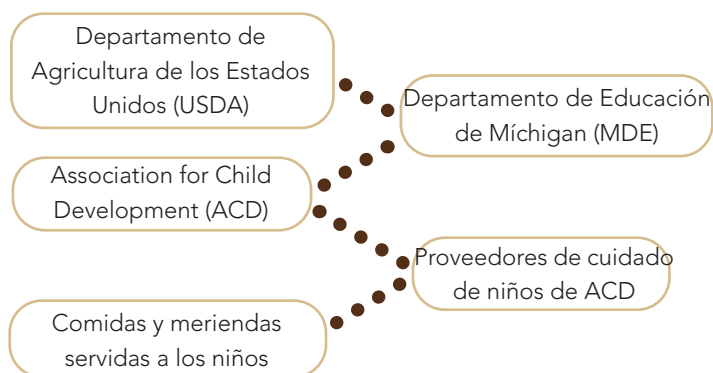 Departamento de
Agricultura de los Estados
Unidos (USDA)
Departamento de Educación
de Míchigan (MDE)
Association for Child
Development (ACD)
Proveedores de cuidado
de niños de ACD
Comidas y meriendas
servidas a los niños